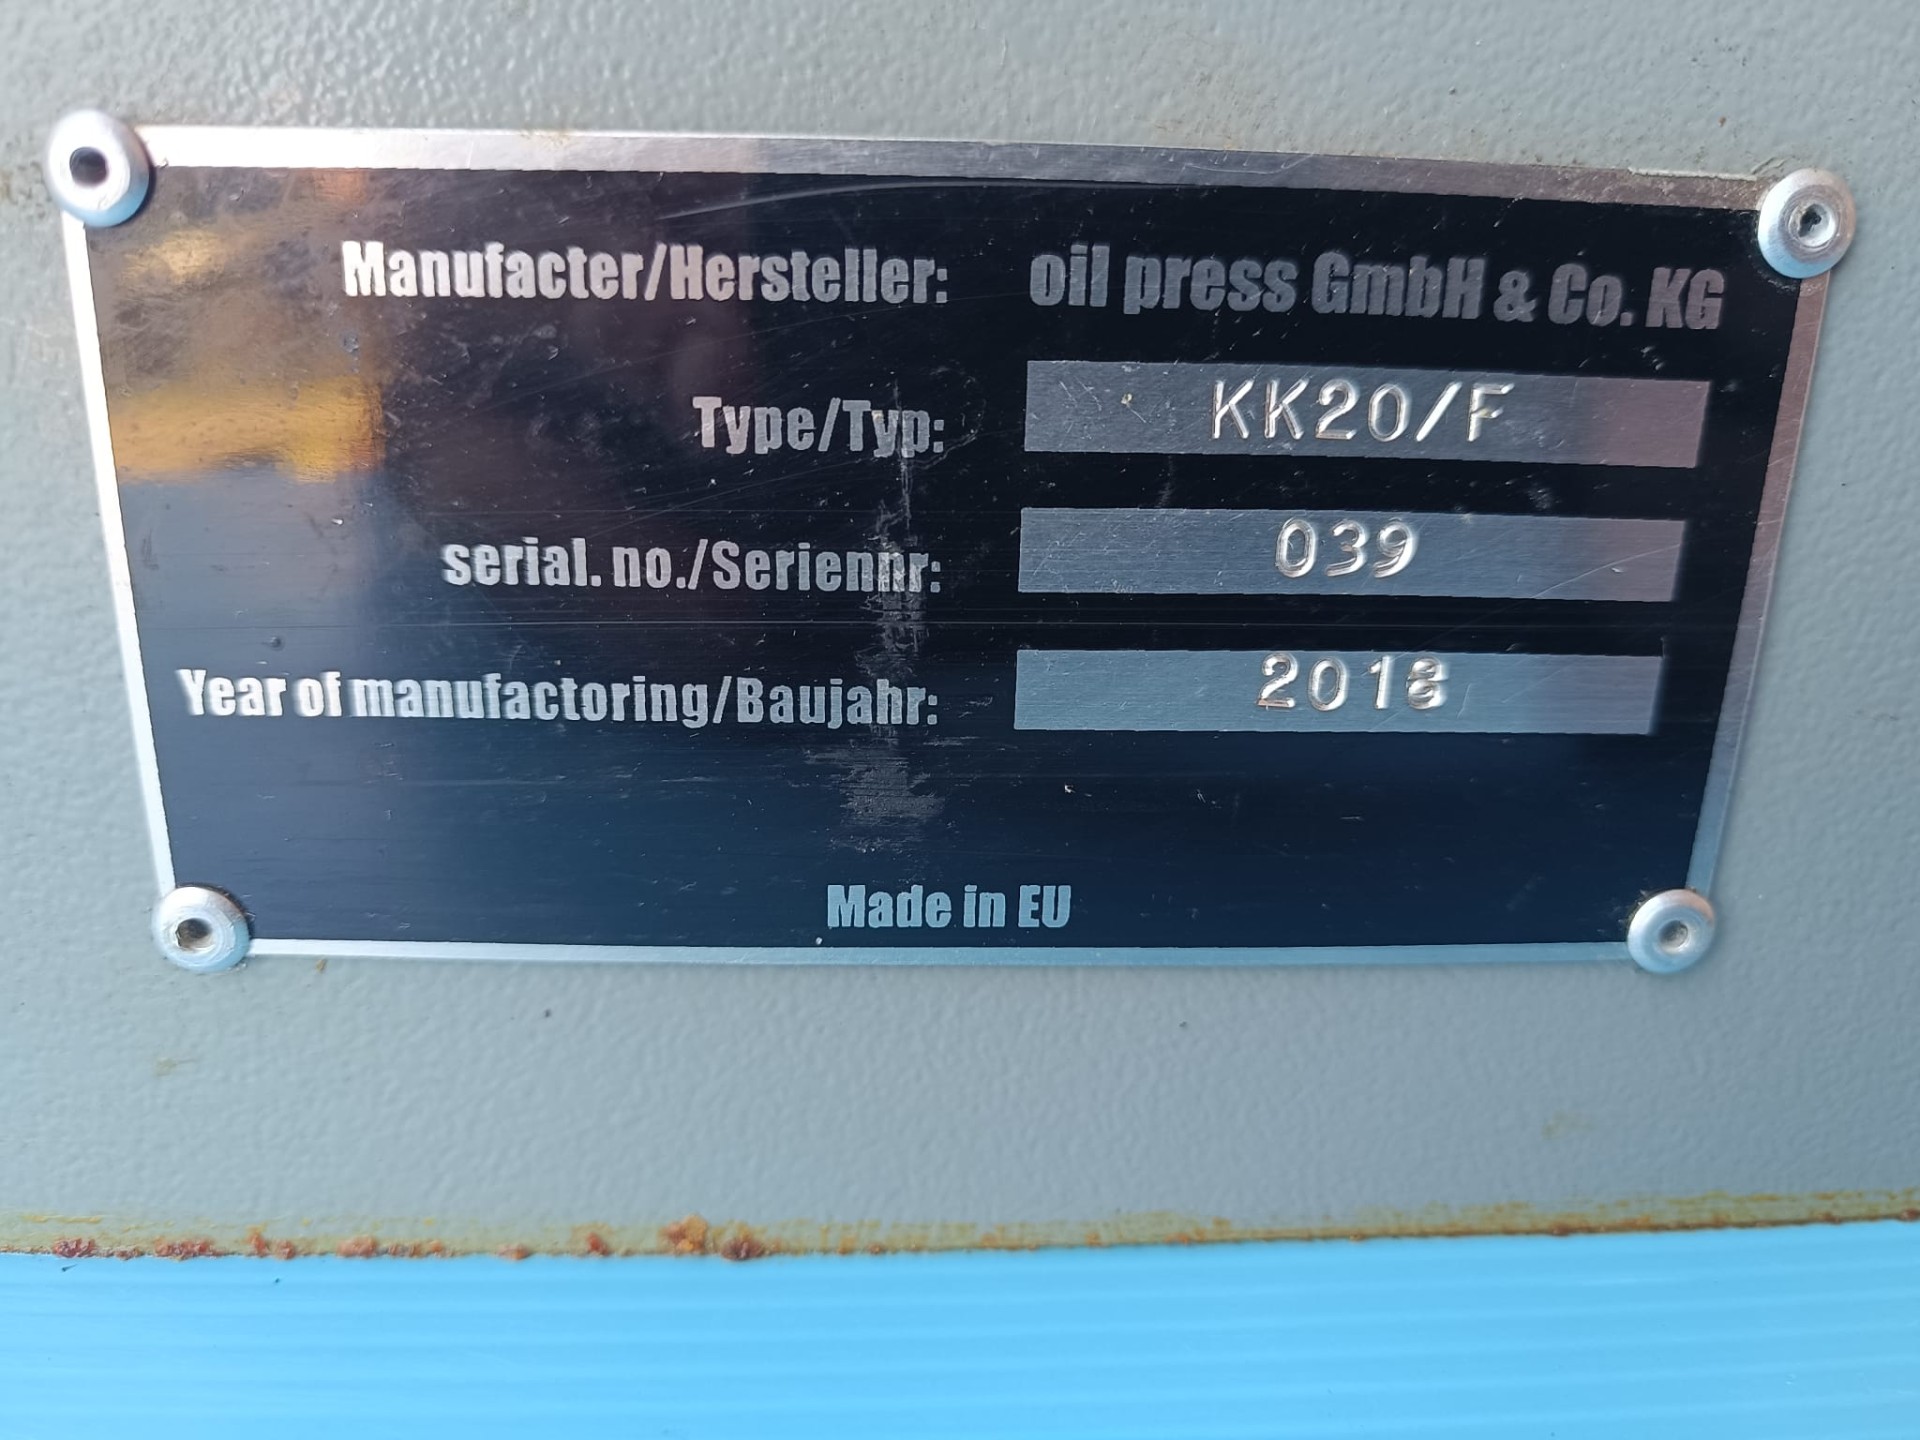 Manufacter/Hersteller: oil press GmbH & Co. KG
Type/Typ: KK20/F
serial. no./Seriennr: 039
Year of manufactoring/Baujahr:
Made in EU